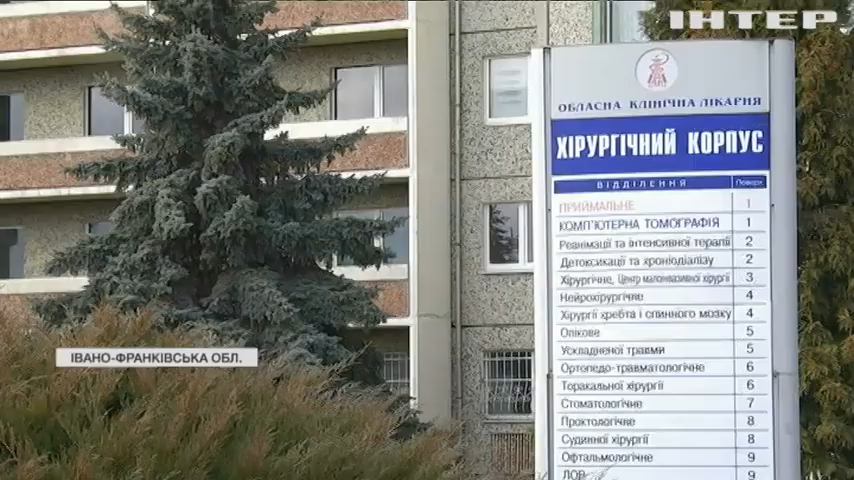 ІНТЕР
ОБЛАСНА КЛІНІЧНА ЛІКАРНЯ
ХІРУРГІЧНИЙ КОРПУС
ВІДДІЛЕННЯ Поверх
ПРИЙМАЛЬНЕ 1
КОМП'ЮТЕРНА ТОМОГРАФІЯ 1
Реанімації та інтенсивної терапії 2
Детоксикації та хроніодіалізу 2
Хірургічне, Центр малоінвазивної хірургії 3
Нейрохірургічне 4
Хірургії хребта і спинного мозку 4
Опікове 5
Ускладненої травми 5
Ортопедо-травматологічне 6
Торакальної хірургії 6
Стоматологічне 7
Проктологічне 8
Судинної хірургії 8
Офтальмологічне 9
ЛОР 9
ІВАНО-ФРАНКІВСЬКА ОБЛ.